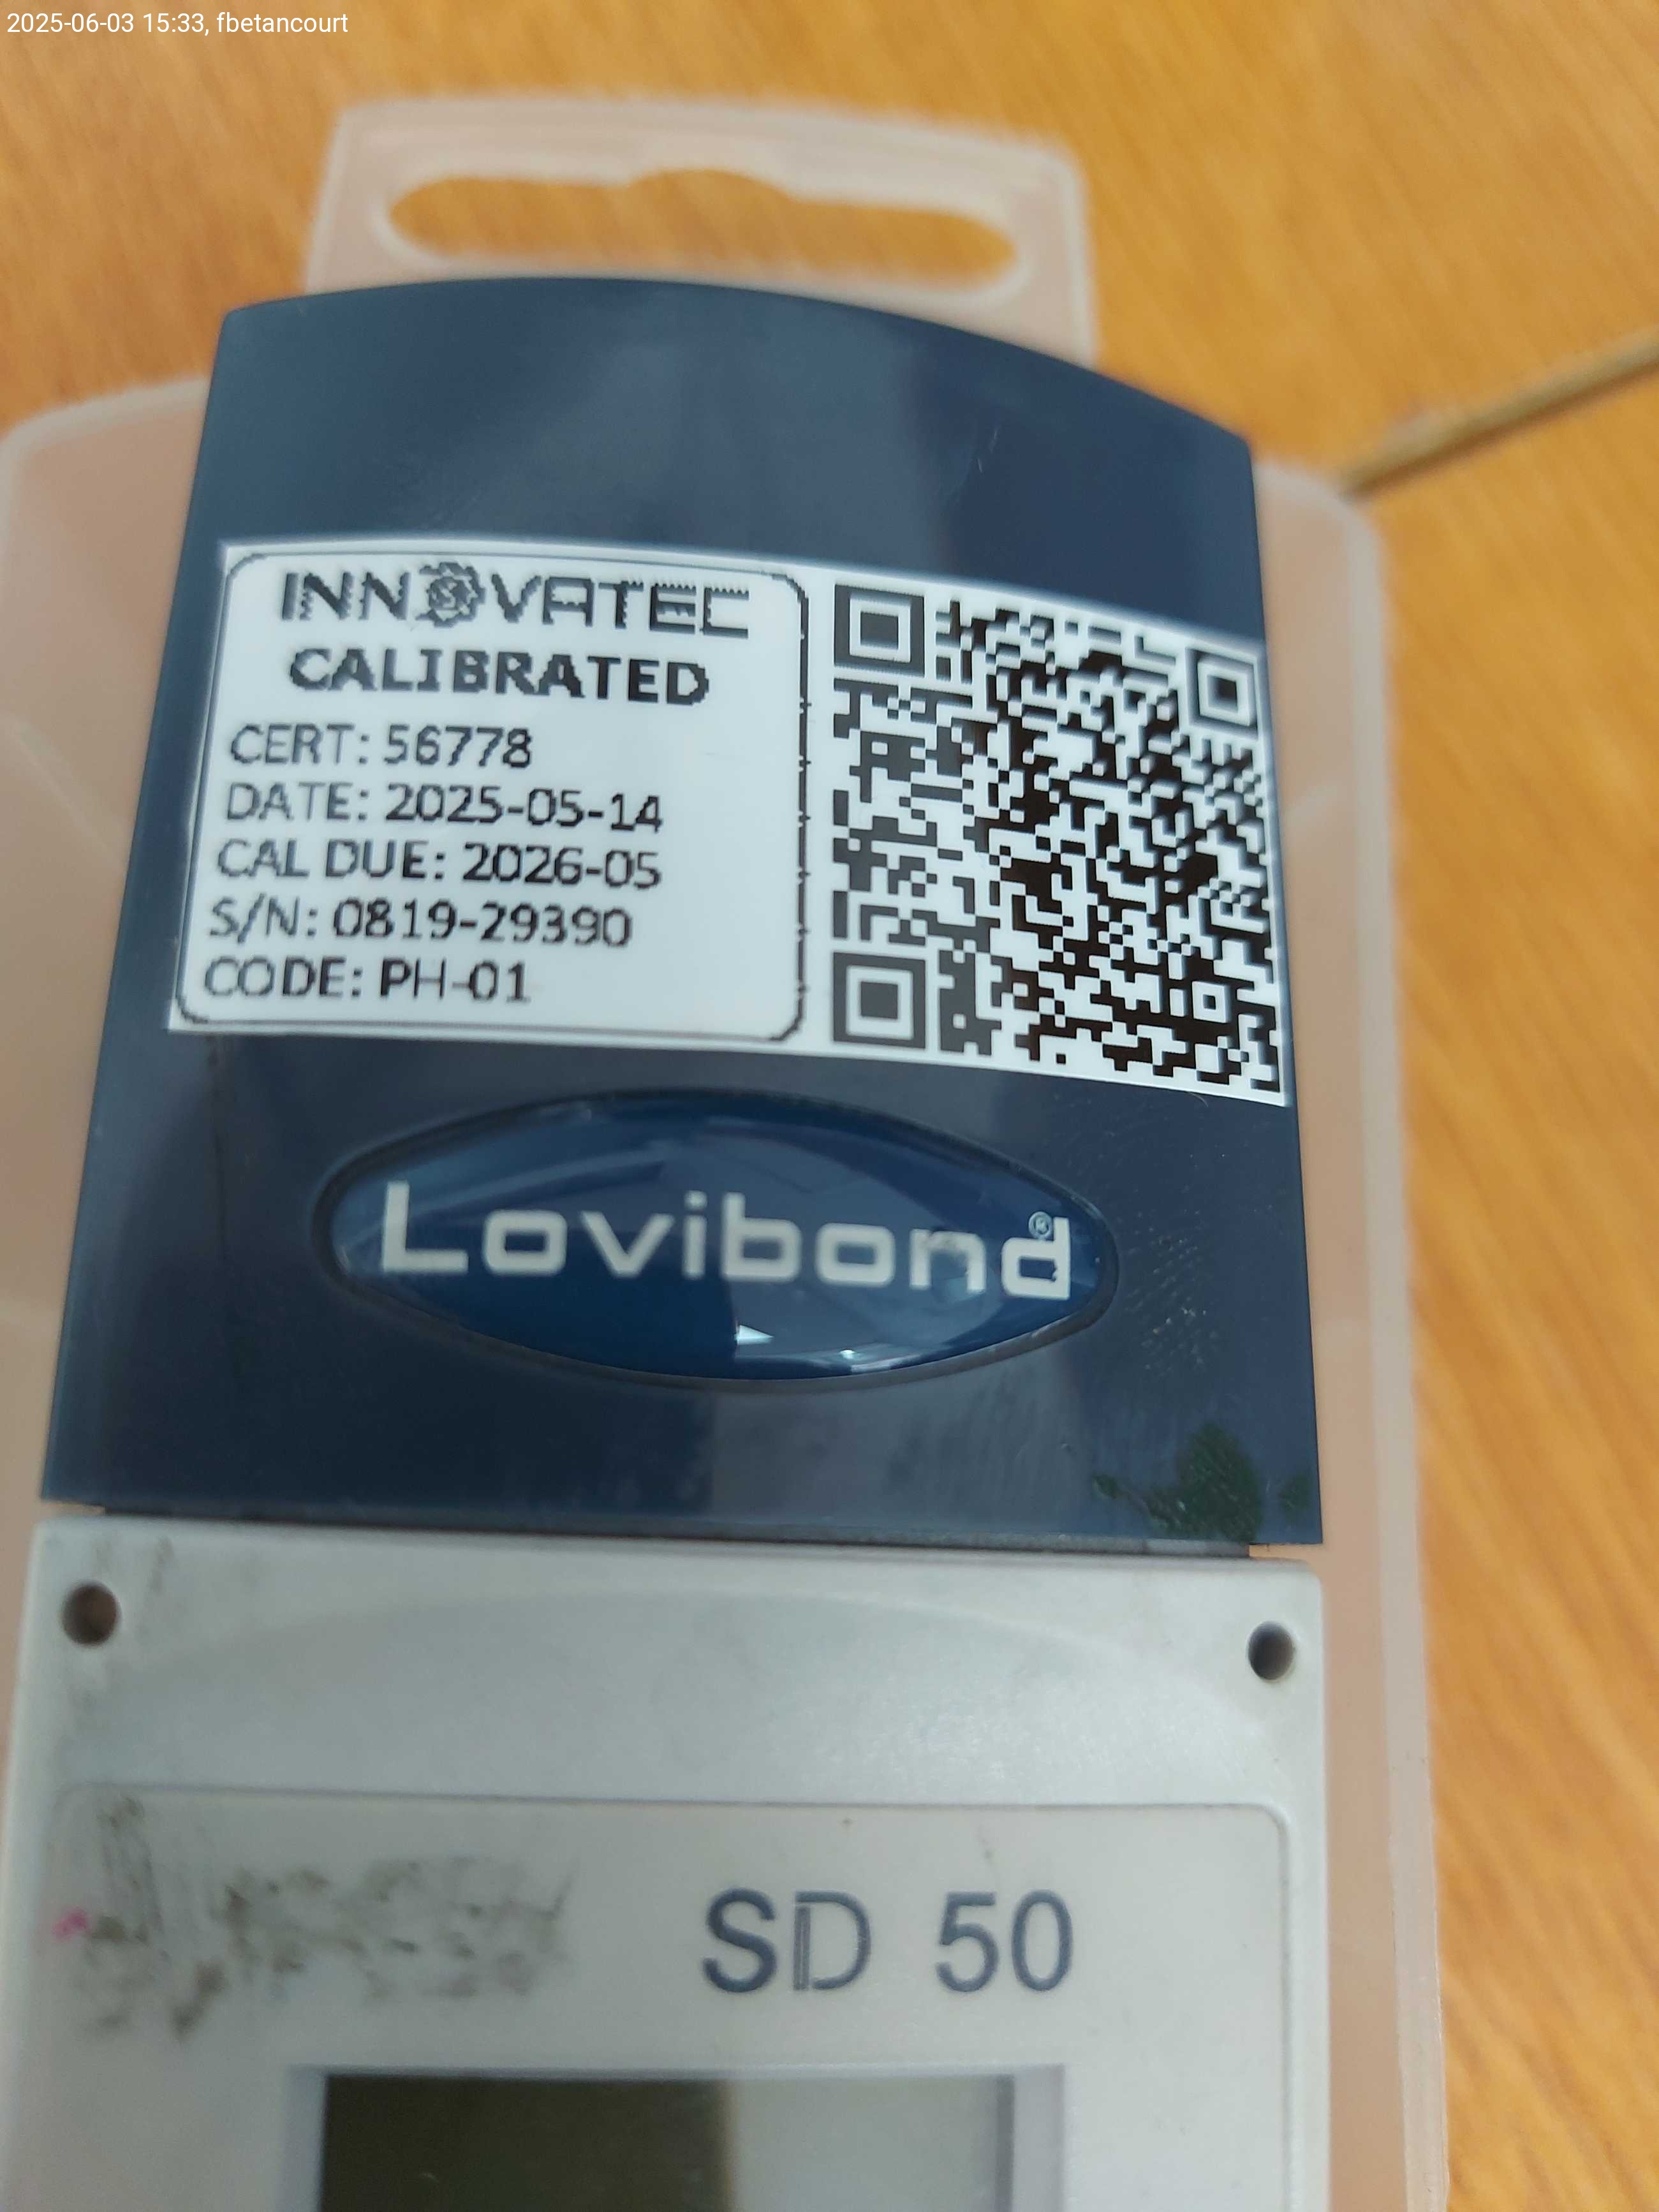 2025-06-03 15:33, fbetancourt
INNOVATEC
CALIBRATED
CERT: 56778
DATE: 2025-05-14
CAL DUE: 2026-05
S/N: 0819-29390
CODE: PH-01
Lovibond®
SD 50